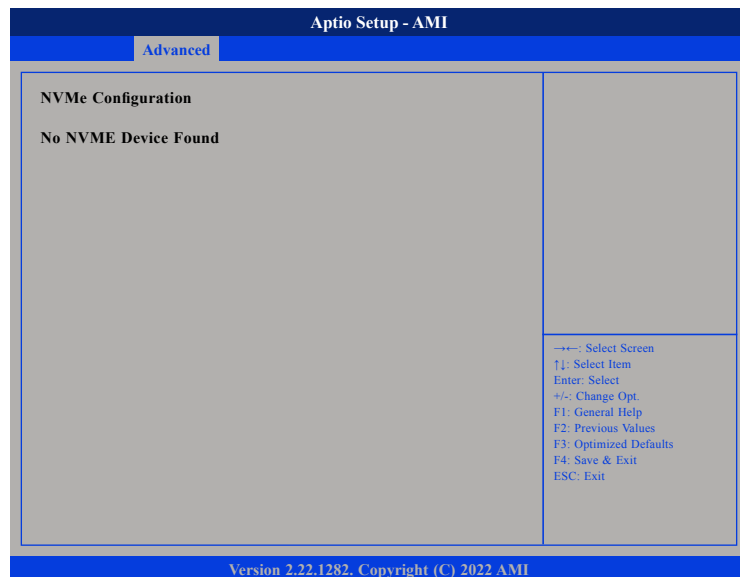 Aptio Setup - AMI
Advanced
NVMe Configuration
No NVME Device Found
→←: Select Screen
↑↓: Select Item
Enter: Select
+/-: Change Opt.
F1: General Help
F2: Previous Values
F3: Optimized Defaults
F4: Save & Exit
ESC: Exit
Version 2.22.1282. Copyright (C) 2022 AMI